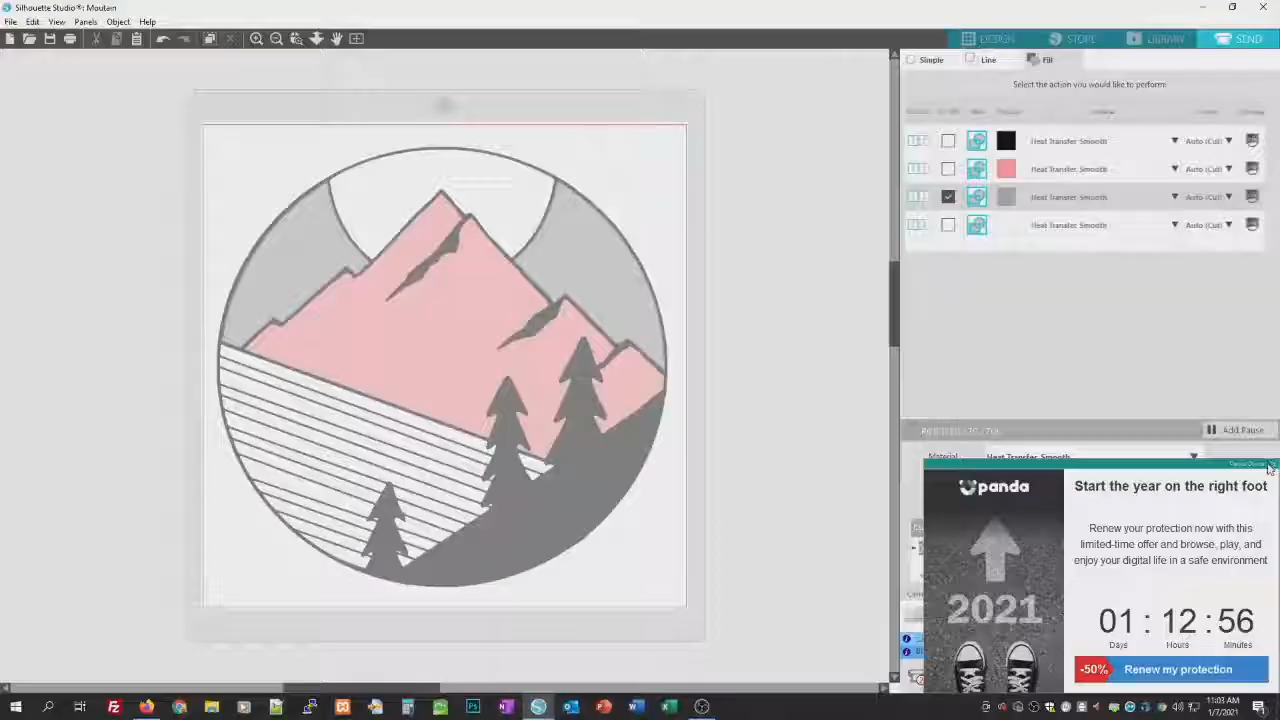 Silhouette Studio®: Moutain
File Edit View Panels Object Help
DESIGN STORE LIBRARY SEND
Simple Line Fill
Select the action you would like to perform:
Heat Transfer, Smooth Auto (Cut)
Heat Transfer, Smooth Auto (Cut)
Heat Transfer, Smooth Auto (Cut)
Heat Transfer, Smooth Auto (Cut)
Add Pause
Material Heat Transfer, Smooth
panda
Start the year on the right foot
Renew your protection now with this
limited-time offer and browse, play, and
enjoy your digital life in a safe environment
2021
01 : 12 : 56
Days Hours Minutes
-50% Renew my protection
11:03 AM
1/7/2021